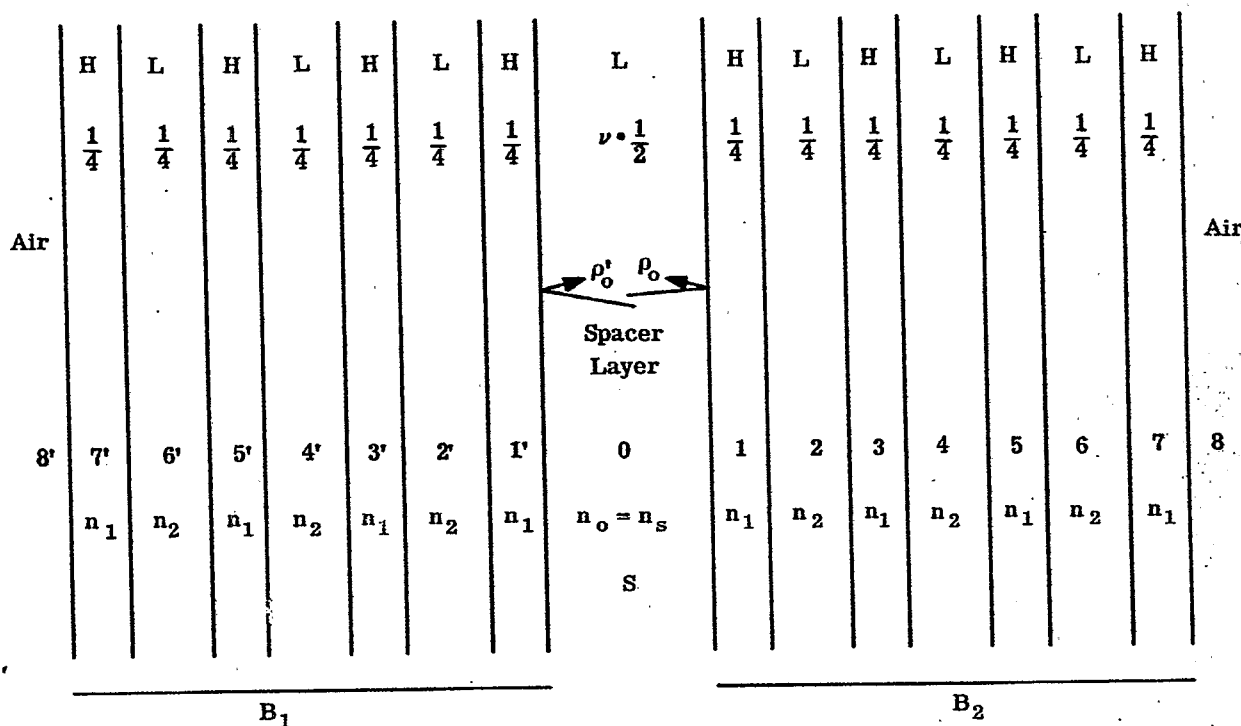 H L H L H L H L H L H L H L H
1/4 1/4 1/4 1/4 1/4 1/4 1/4 ν • 1/2 1/4 1/4 1/4 1/4 1/4 1/4 1/4
Air Air
ρo' ρo
Spacer
Layer
8' 7' 6' 5' 4' 3' 2' 1' 0 1 2 3 4 5 6 7 8
n1 n2 n1 n2 n1 n2 n1 no = ns n1 n2 n1 n2 n1 n2 n1
S
B1 B2